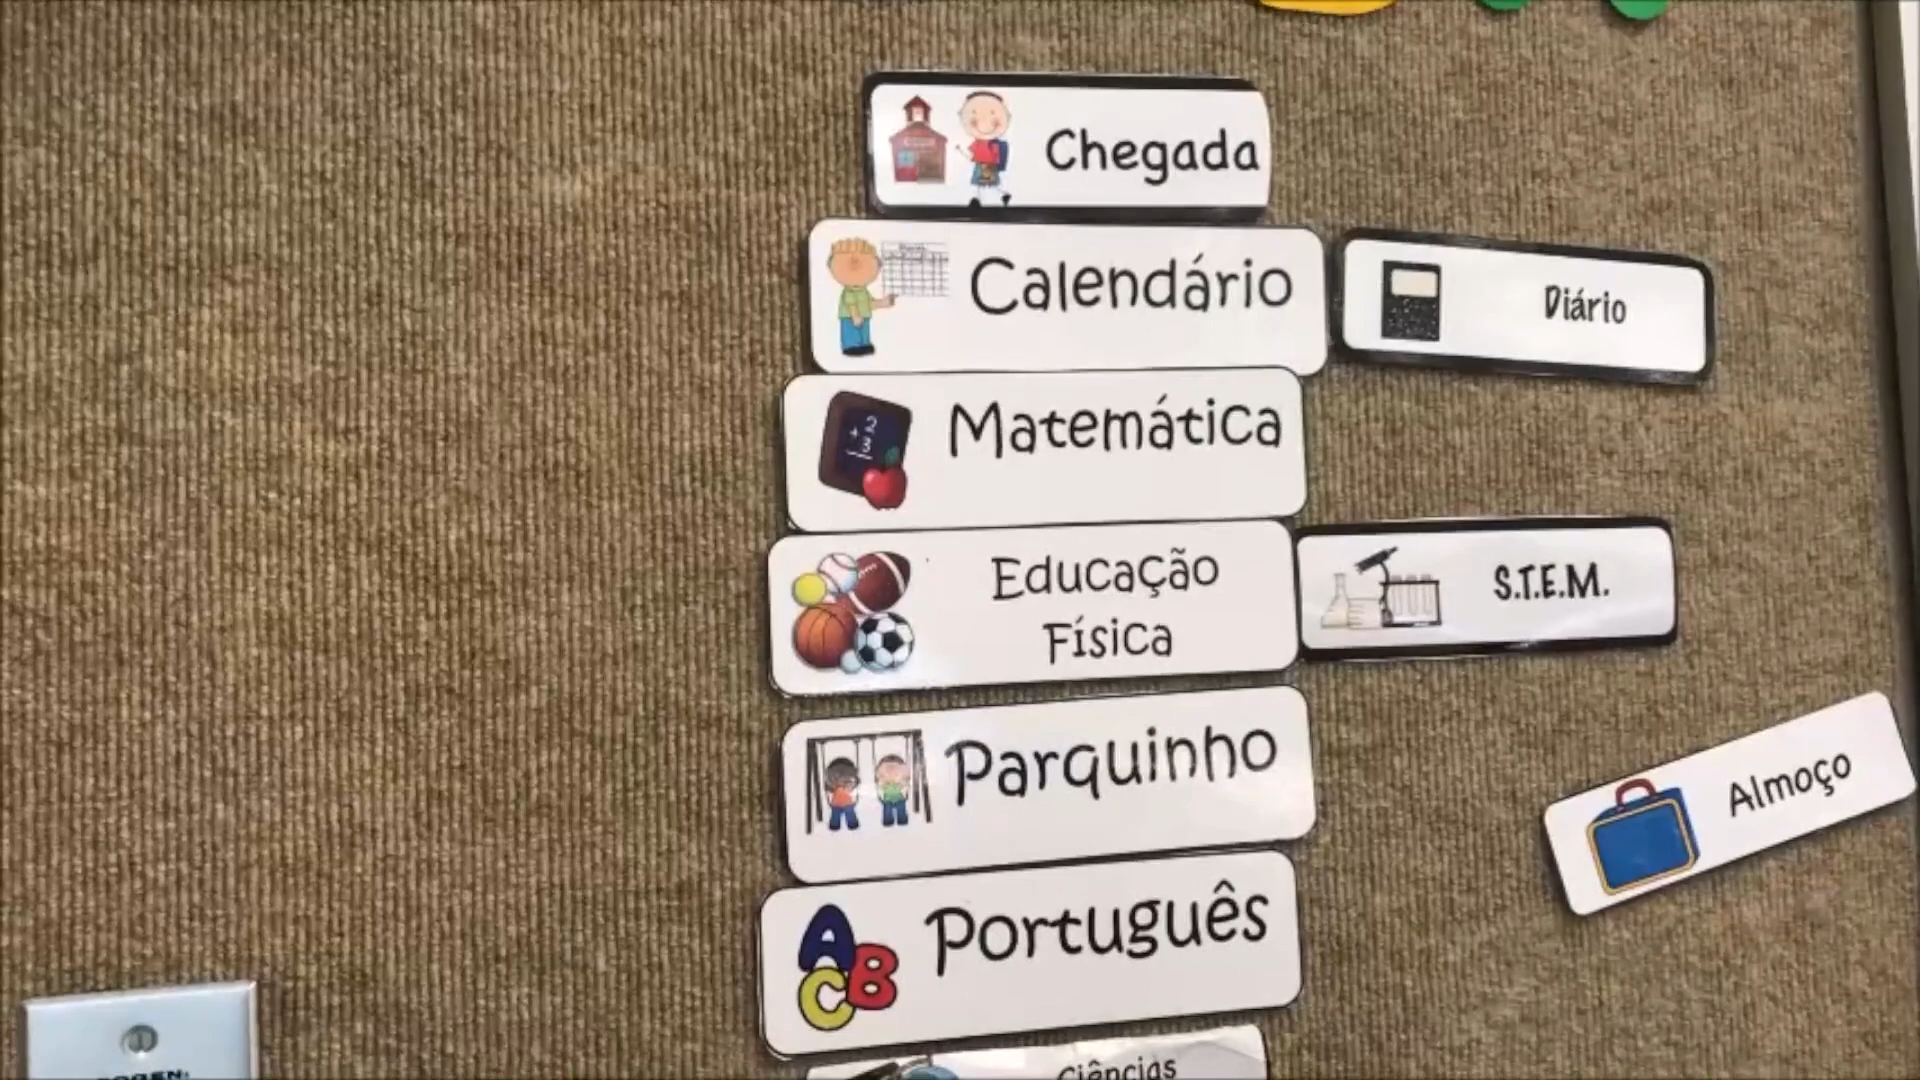 Chegada
Calendário
Diário
Matemática
Educação
Física
S.T.E.M.
Parquinho
Almoço
Português
Ciências